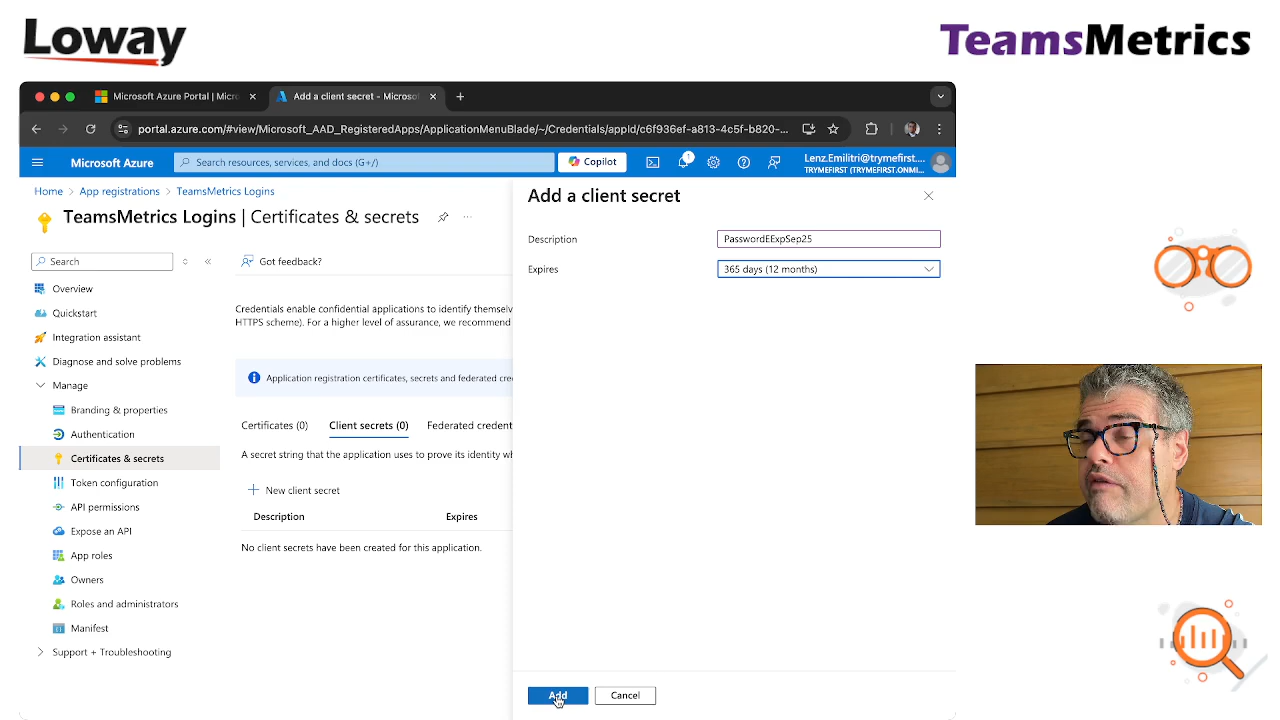 Loway
TeamsMetrics
Microsoft Azure Portal | Micro
Add a client secret - Microsof
portal.azure.com/#view/Microsoft_AAD_RegisteredApps/ApplicationMenuBlade/~/Credentials/appId/c6f936ef-a813-4c5f-b820-...
Microsoft Azure
Search resources, services, and docs (G+/)
Copilot
1
Lenz.Emilitri@trymefirst....
TRYMEFIRST (TRYMEFIRST.ONMI...
Home > App registrations > TeamsMetrics Logins
TeamsMetrics Logins | Certificates & secrets
Search
Got feedback?
Overview
Quickstart
Integration assistant
Diagnose and solve problems
Manage
Branding & properties
Authentication
Certificates & secrets
Token configuration
API permissions
Expose an API
App roles
Owners
Roles and administrators
Manifest
Support + Troubleshooting
Credentials enable confidential applications to identify themselv
HTTPS scheme). For a higher level of assurance, we recommend
Application registration certificates, secrets and federated cre
Certificates (0)
Client secrets (0)
Federated credent
A secret string that the application uses to prove its identity wh
New client secret
Description
Expires
No client secrets have been created for this application.
Add a client secret
Description
PasswordEExpSep25
Expires
365 days (12 months)
Add
Cancel